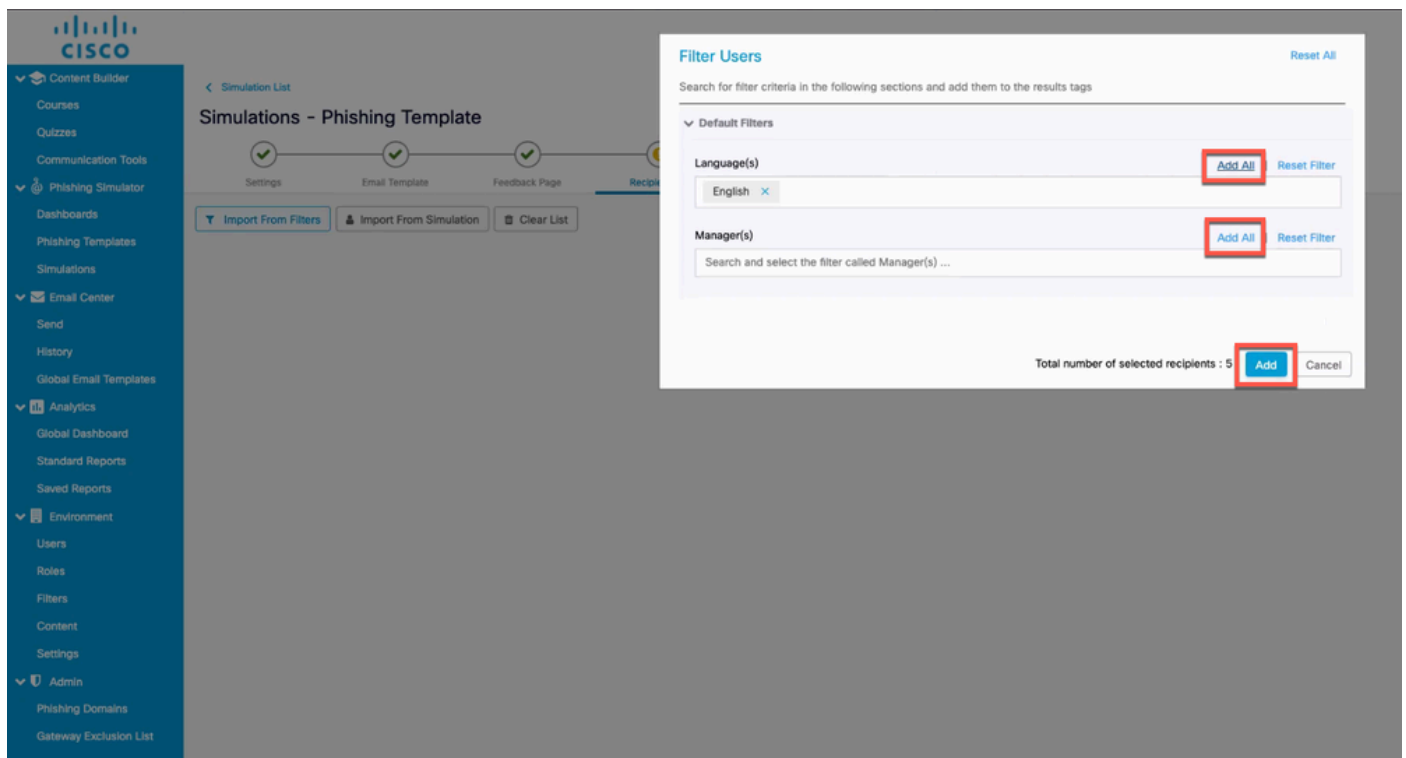 CISCO
Content Builder
Courses
Quizzes
Communication Tools
Phishing Simulator
Dashboards
Phishing Templates
Simulations
Email Center
Send
History
Global Email Templates
Analytics
Global Dashboard
Standard Reports
Saved Reports
Environment
Users
Roles
Filters
Content
Settings
Admin
Phishing Domains
Gateway Exclusion List
Simulation List
Simulations - Phishing Template
Settings Email Template Feedback Page Recipie
Import From Filters Import From Simulation Clear List
Filter Users Reset All
Search for filter criteria in the following sections and add them to the results tags
Default Filters
Language(s) Add All | Reset Filter
English ×
Manager(s) Add All | Reset Filter
Search and select the filter called Manager(s) ...
Total number of selected recipients : 5 Add Cancel